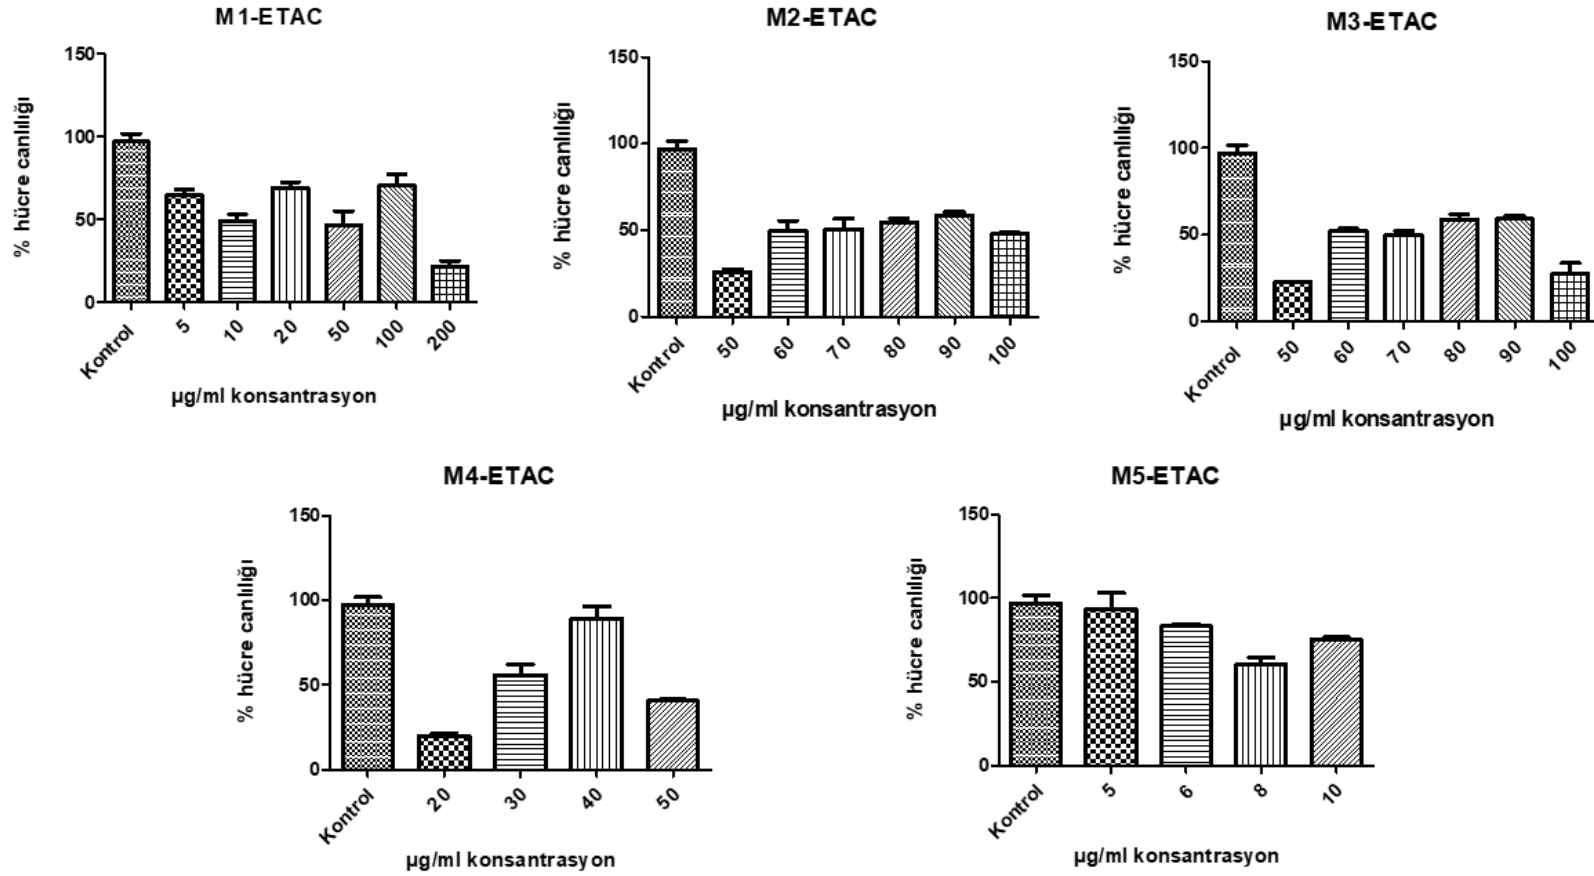 M1-ETAC
% hücre canlılığı
150
100
50
0
Kontrol
5
10
20
50
100
200
µg/ml konsantrasyon
M2-ETAC
% hücre canlılığı
150
100
50
0
Kontrol
50
60
70
80
90
100
µg/ml konsantrasyon
M3-ETAC
% hücre canlılığı
150
100
50
0
Kontrol
50
60
70
80
90
100
µg/ml konsantrasyon
M4-ETAC
% hücre canlılığı
150
100
50
0
Kontrol
20
30
40
50
µg/ml konsantrasyon
M5-ETAC
% hücre canlılığı
150
100
50
0
Kontrol
5
6
8
10
µg/ml konsantrasyon